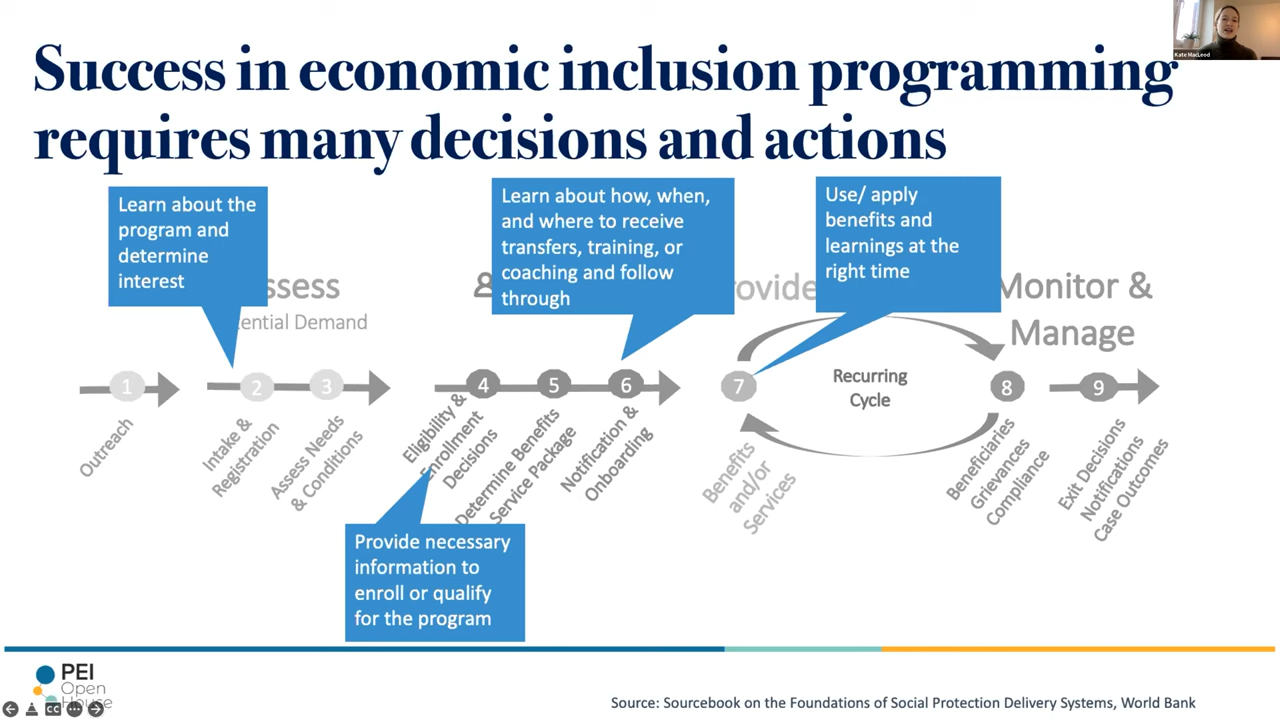 Kate MacLeod
Success in economic inclusion programming
requires many decisions and actions
Learn about the
program and
determine
interest
Learn about how, when,
and where to receive
transfers, training, or
coaching and follow
through
Use/ apply
benefits and
learnings at the
right time
ssess
ential Demand
&
rovide
Monitor &
Manage
1
2
3
4
5
6
7
Recurring
Cycle
8
9
Outreach
Intake &
Registration
Assess Needs
& Conditions
Eligibility &
Enrollment
Decisions
Determine Benefits
Service Package
Notification &
Onboarding
Benefits
and/or
Services
Beneficiaries
Grievances
Compliance
Exit Decisions
Notifications
Case Outcomes
Provide necessary
information to
enroll or qualify
for the program
PEI
Open
House
CC
Source: Sourcebook on the Foundations of Social Protection Delivery Systems, World Bank